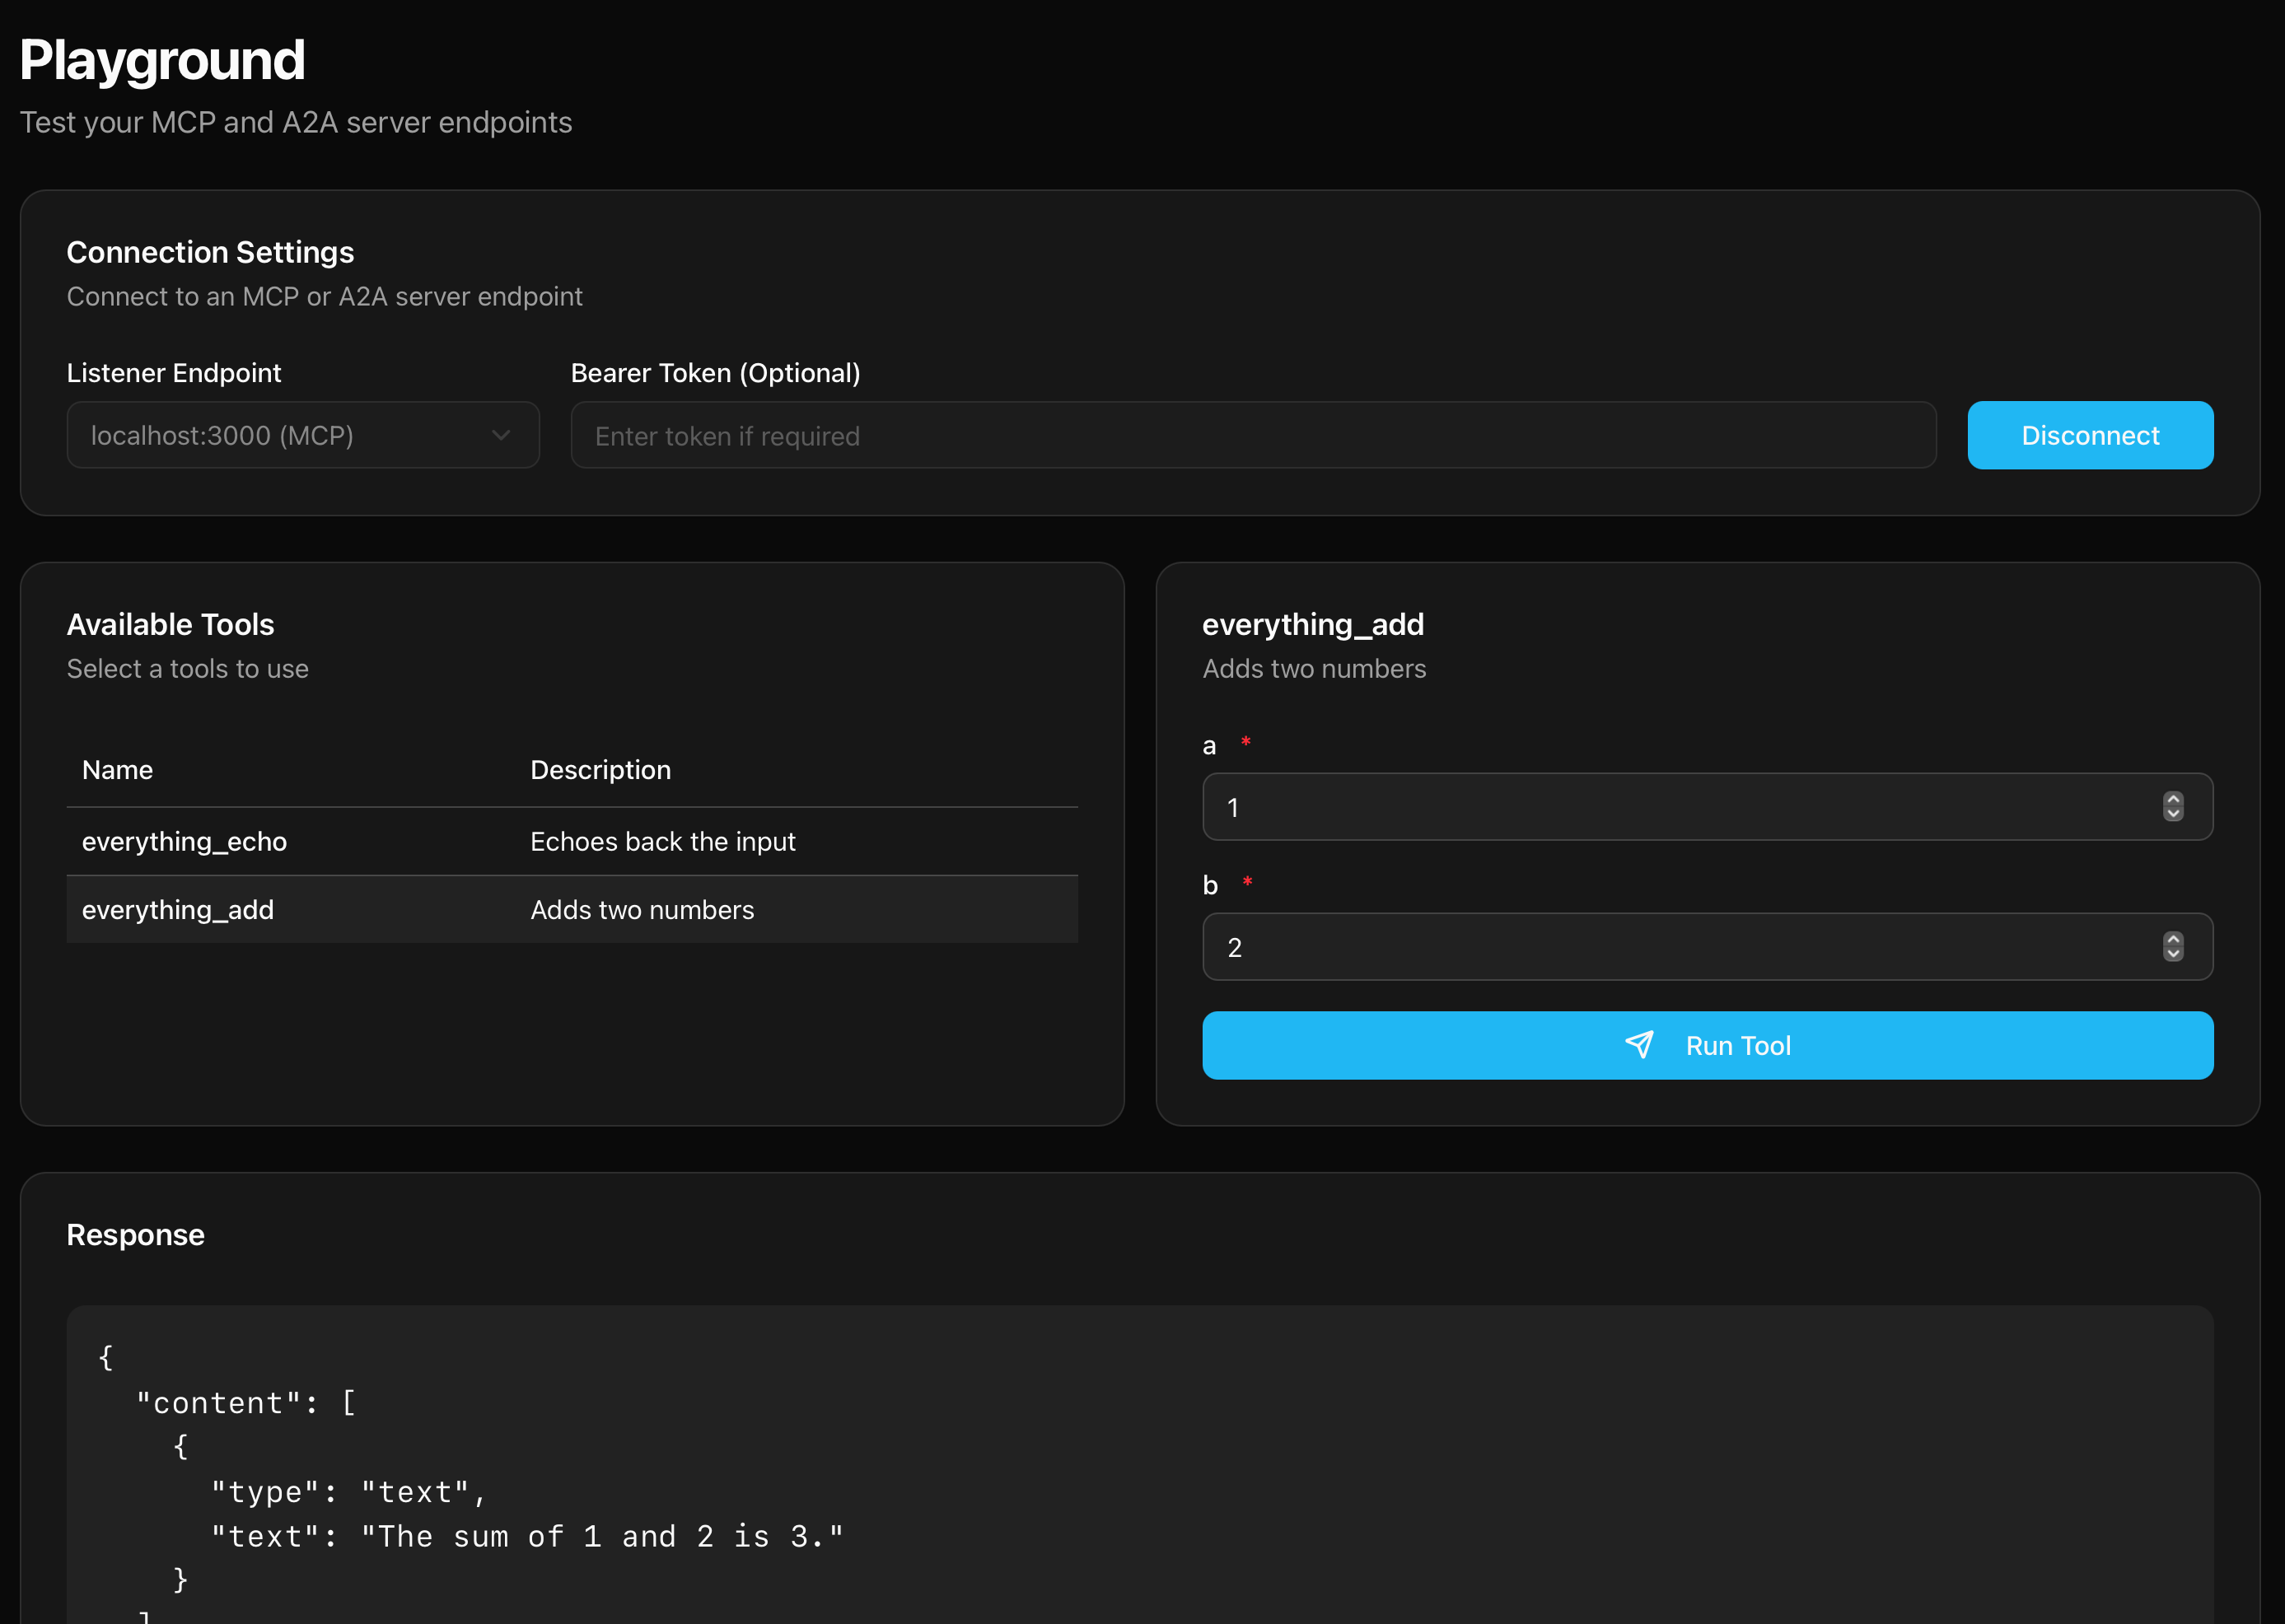 Playground
Test your MCP and A2A server endpoints
Connection Settings
Connect to an MCP or A2A server endpoint
Listener Endpoint
Bearer Token (Optional)
localhost:3000 (MCP)
Enter token if required
Disconnect
Available Tools
Select a tools to use
Name Description
everything_echo Echoes back the input
everything_add Adds two numbers
everything_add
Adds two numbers
a *
1
b *
2
Run Tool
Response
{
  "content": [
    {
      "type": "text",
      "text": "The sum of 1 and 2 is 3."
    }
  ]